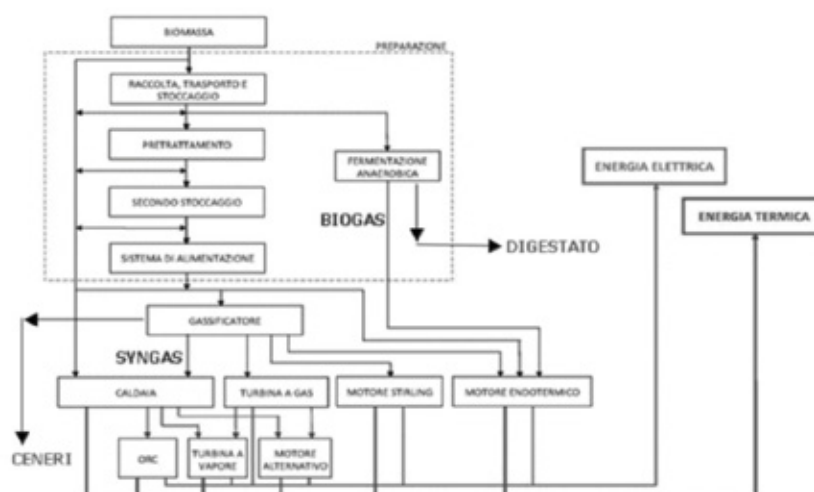 BIOMASSA
PREPARAZIONE
RACCOLTA, TRASPORTO E
STOCCAGGIO
PRETRATTAMENTO
FERMENTAZIONE
ANAEROBICA
ENERGIA ELETTRICA
SECONDO STOCCAGGIO
BIOGAS
ENERGIA TERMICA
DIGESTATO
SISTEMA DI ALIMENTAZIONE
GASSIFICATORE
SYNGAS
CALDAIA
TURBINA A GAS
MOTORE STIRLING
MOTORE ENDOTERMICO
CENERI
ORC
TURBINA A
VAPORE
MOTORE
ALTERNATIVO